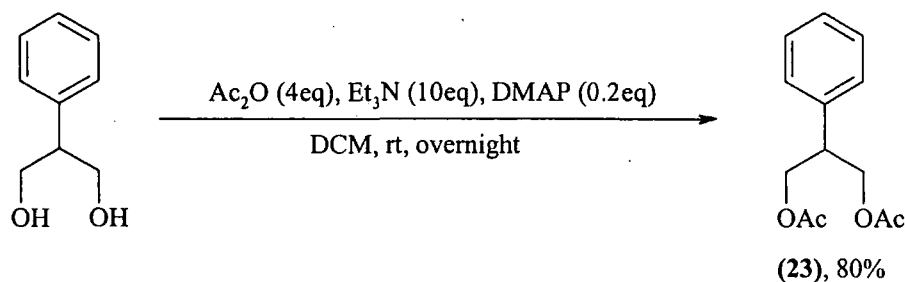 Ac₂O (4eq), Et₃N (10eq), DMAP (0.2eq)
DCM, rt, overnight
OH OH
OAc OAc
(23), 80%